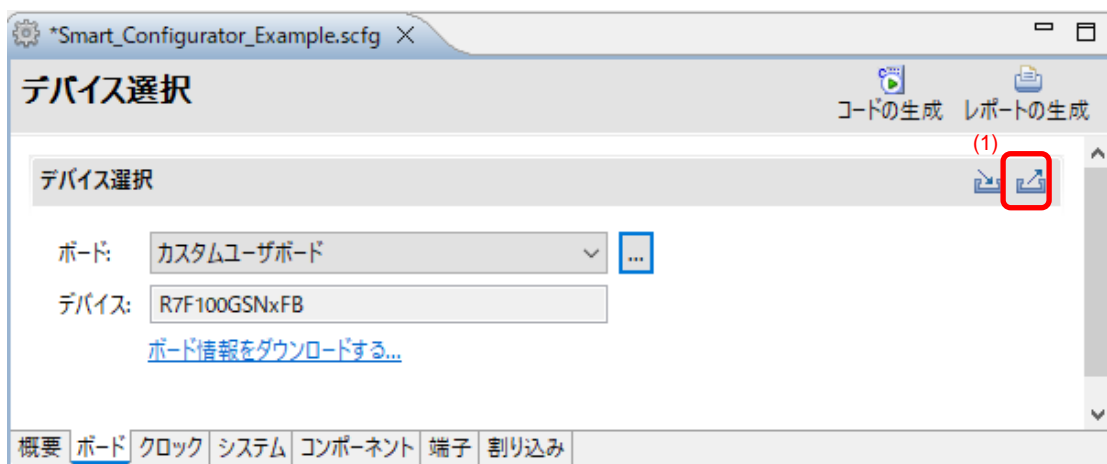 *Smart_Configurator_Example.scfg
デバイス選択
コードの生成 レポートの生成
(1)
デバイス選択
ボード: カスタムユーザボード ...
デバイス: R7F100GSNxFB
ボード情報をダウンロードする...
概要 ボード クロック システム コンポーネント 端子 割り込み